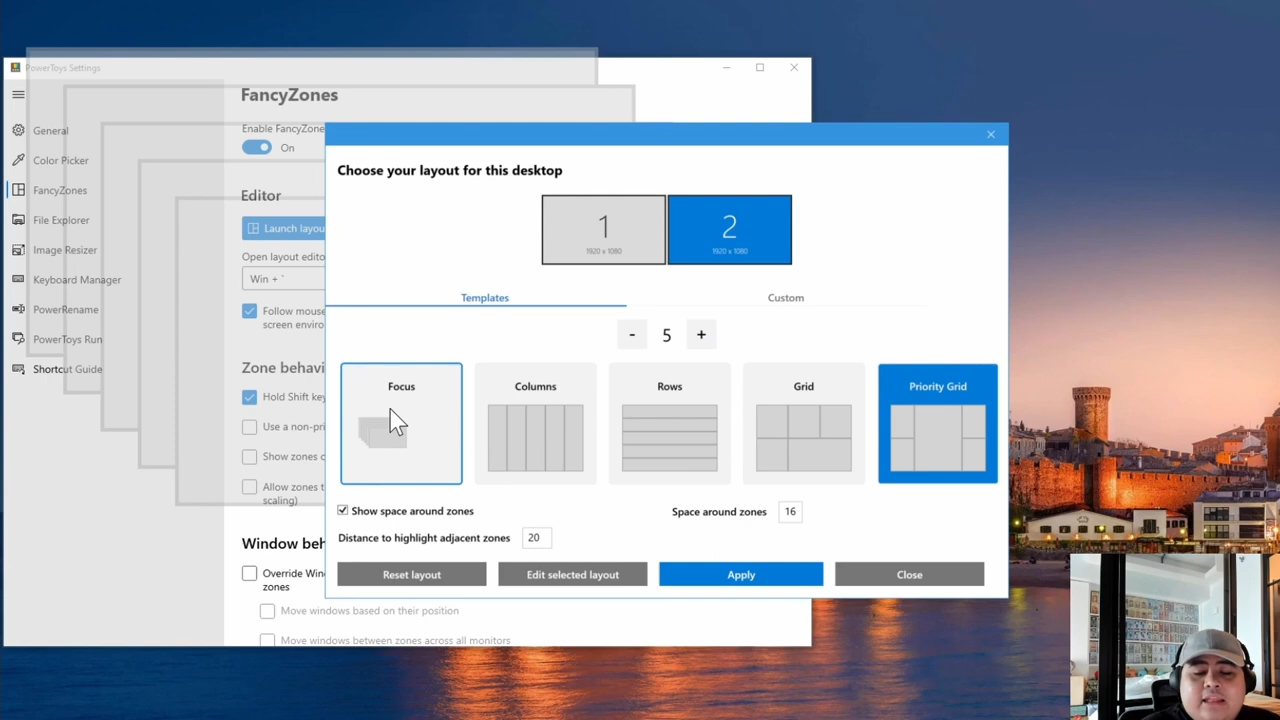 PowerToys Settings
General
Color Picker
FancyZones
File Explorer
Image Resizer
Keyboard Manager
PowerRename
PowerToys Run
Shortcut Guide
FancyZones
Enable FancyZone
On
Editor
Launch layou
Open layout edito
Win + `
Follow mouse
screen enviro
Zone behavi
Hold Shift key
Use a non-pri
Show zones o
Allow zones t
scaling)
Window beh
Override Wind
zones
Move windows based on their position
Move windows between zones across all monitors
Choose your layout for this desktop
1
1920 x 1080
2
1920 x 1080
Templates
Custom
- 5 +
Focus
Columns
Rows
Grid
Priority Grid
Show space around zones
Space around zones 16
Distance to highlight adjacent zones 20
Reset layout
Edit selected layout
Apply
Close